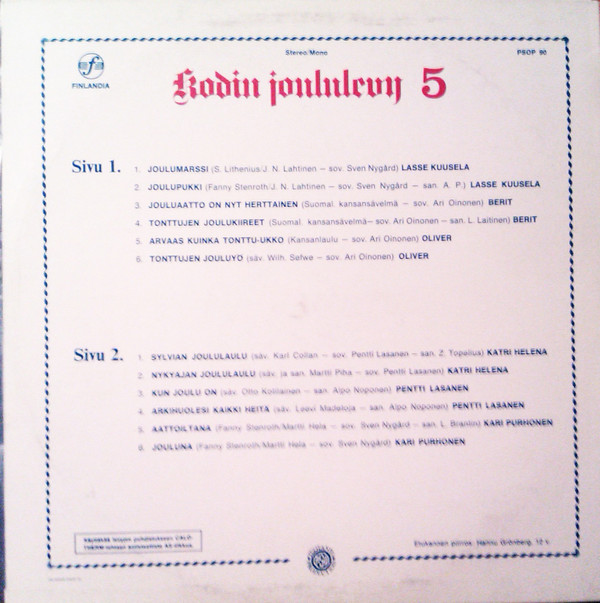 Stereo/Mono
PSOP 90
FINLANDIA
Kodin joululevy 5
Sivu 1.
1. JOULUMARSSI (S. Lithenius/J. N. Lahtinen — sov. Sven Nygård) LASSE KUUSELA
2. JOULUPUKKI (Fanny Stenroth/J. N. Lahtinen — sov. Sven Nygård — san. A. P.) LASSE KUUSELA
3. JOULUAATTO ON NYT HERTTAINEN (Suomal. kansansävelmä — sov. Ari Oinonen) BERIT
4. TONTTUJEN JOULUKIIREET (Suomal. kansansävelmä— sov. Ari Oinonen — san. L. Laitinen) BERIT
5. ARVAAS KUINKA TONTTU-UKKO (Kansanlaulu — sov. Ari Oinonen) OLIVER
6. TONTTUJEN JOULUYÖ (säv. Wilh. Sefwe — sov. Ari Oinonen) OLIVER
Sivu 2.
1. SYLVIAN JOULULAULU (säv. Karl Collan — sov. Pentti Lasanen — san. Z. Topelius) KATRI HELENA
2. NYKYAJAN JOULULAULU (säv. ja san. Martti Piha — sov. Pentti Lasanen) KATRI HELENA
3. KUN JOULU ON (säv. Otto Kotilainen — san. Alpo Noponen) PENTTI LASANEN
4. ARKIHUOLESI KAIKKI HEITÄ (säv. Leevi Madetoja — san. Alpo Noponen) PENTTI LASANEN
5. AATTOILTANA (Fanny Stenroth/Martti Hela — sov. Sven Nygård — san. L. Branlöv) KARI PURHONEN
6. JOULUNA (Fanny Stenroth/Martti Hela — sov. Sven Nygård) KARI PURHONEN
Etukannen piirros: Hannu Grönberg, 12 v.